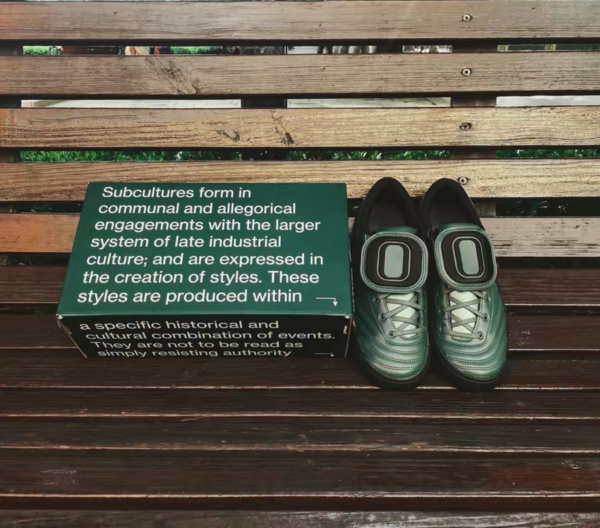 Subcultures form in
communal and allegorical
engagements with the larger
system of late industrial
culture; and are expressed in
the creation of styles. These
styles are produced within
a specific historical and
cultural combination of events.
They are not to be read as
simply resisting authority